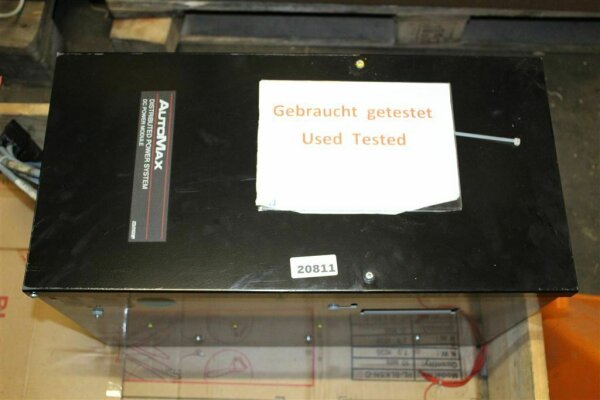 AUTOMAX
DISTRIBUTED POWER SYSTEM
DC POWER MODULE
Gebraucht getestet
Used Tested
20811